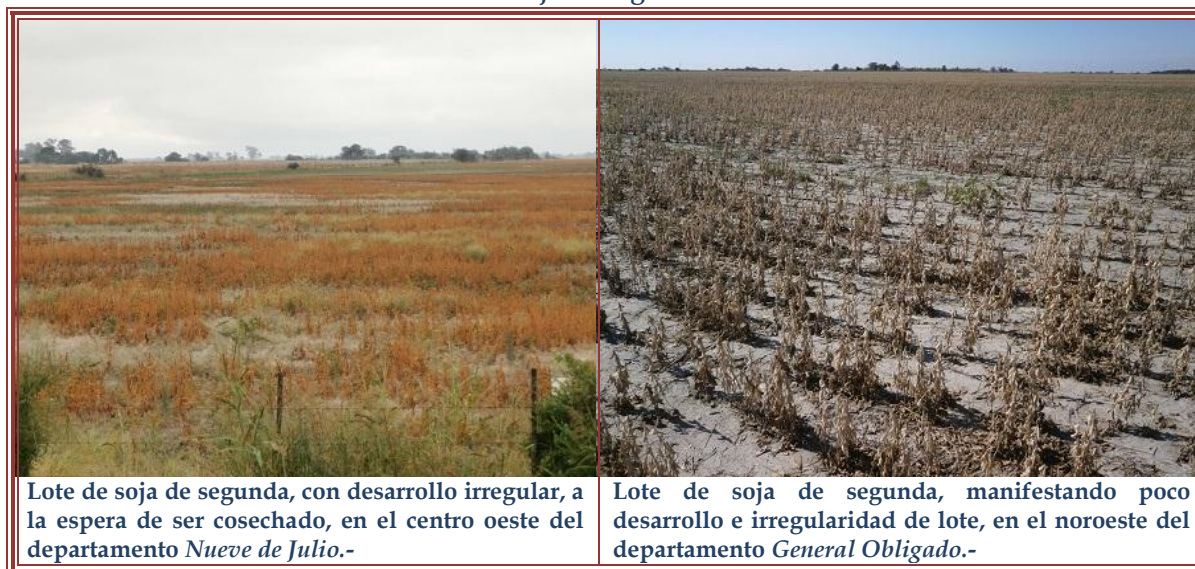 Lote de soja de segunda, con desarrollo irregular, a
la espera de ser cosechado, en el centro oeste del
departamento Nueve de Julio.-
Lote de soja de segunda, manifestando poco
desarrollo e irregularidad de lote, en el noroeste del
departamento General Obligado.-